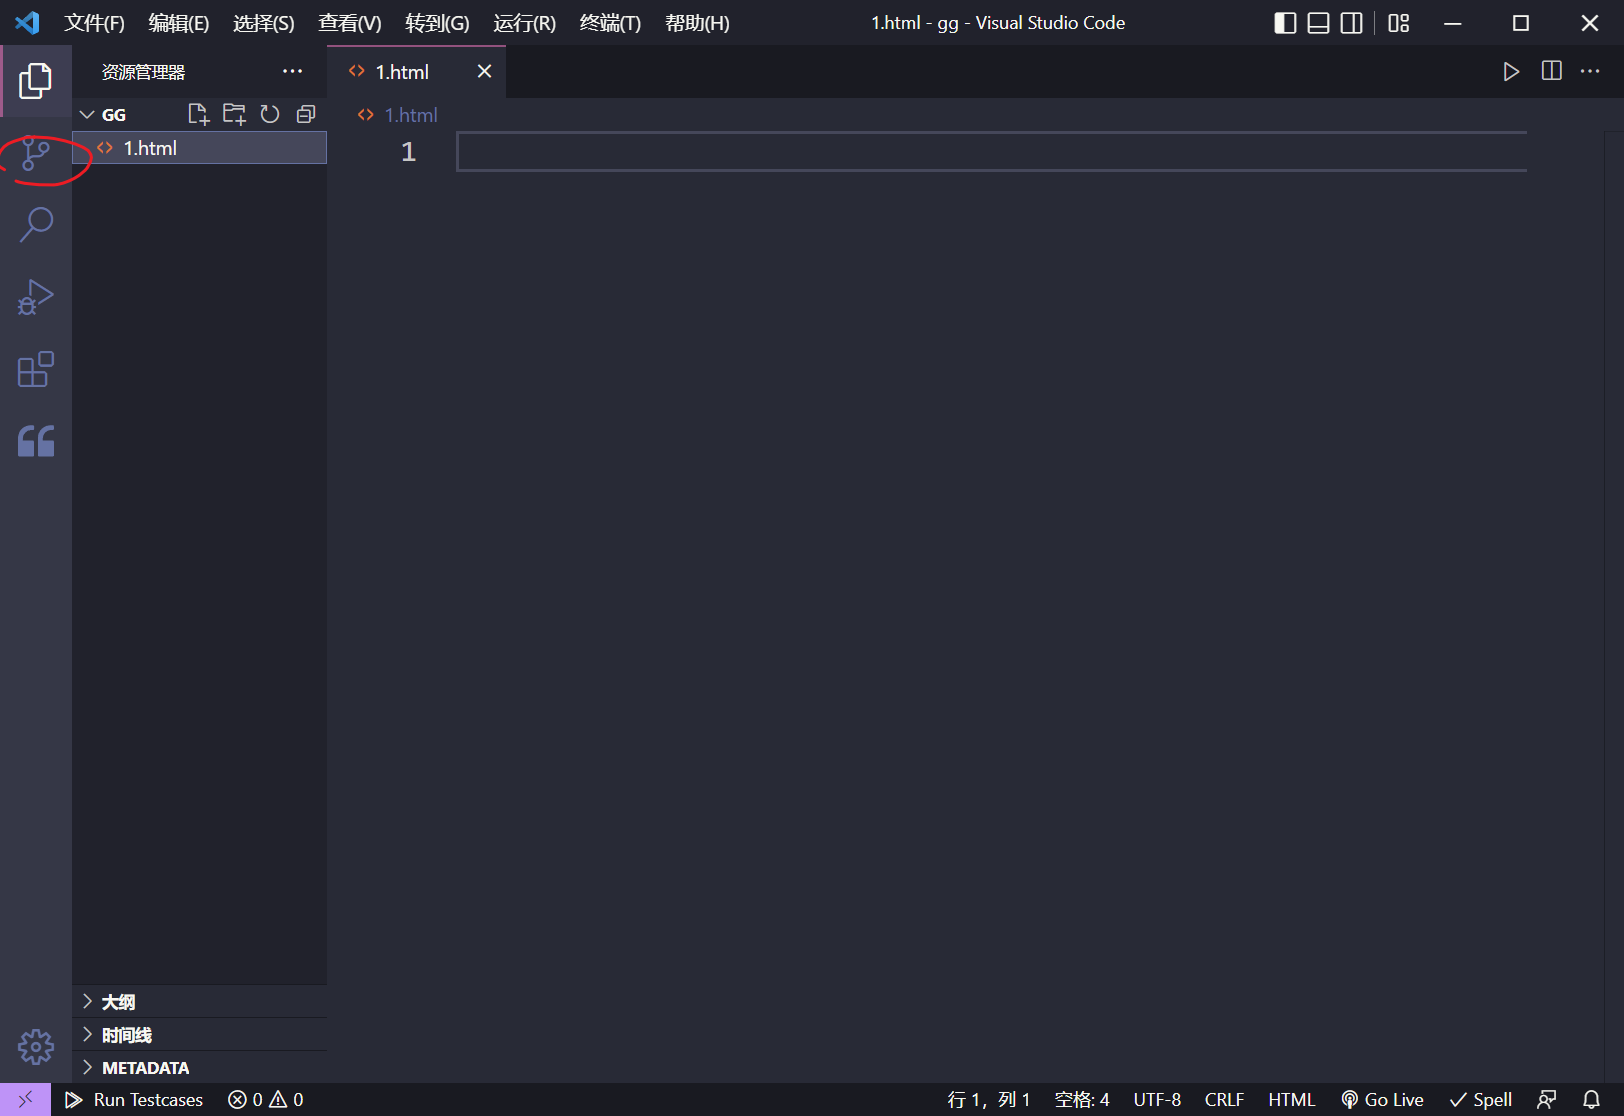 文件(F) 编辑(E) 选择(S) 查看(V) 转到(G) 运行(R) 终端(T) 帮助(H) 1.html - gg - Visual Studio Code
资源管理器 1.html
GG 1.html
1.html 1
大纲
时间线
METADATA
Run Testcases 0 0 行 1, 列 1 空格: 4 UTF-8 CRLF HTML Go Live Spell